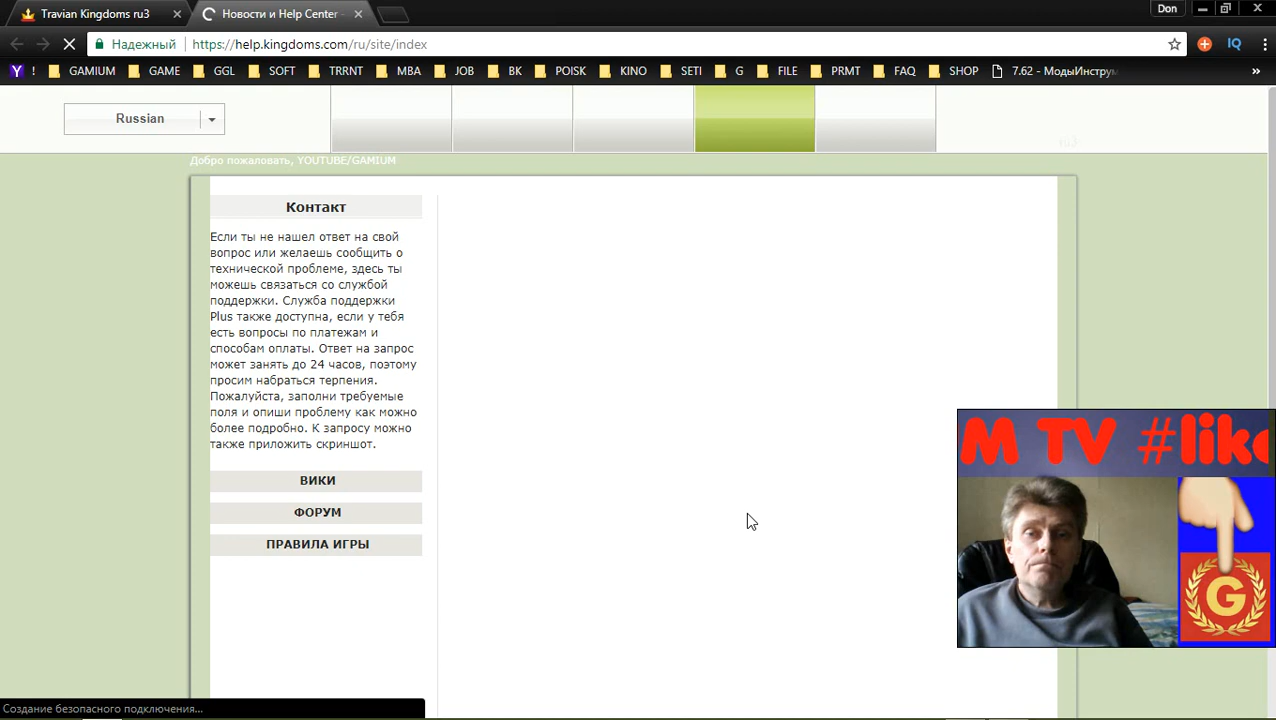 Travian Kingdoms ru3
Новости и Help Center -
Don
Надежный
https://help.kingdoms.com/ru/site/index
IQ
Y
!
GAMIUM
GAME
GGL
SOFT
TRRNT
MBA
JOB
BK
POISK
KINO
SETI
G
FILE
PRMT
FAQ
SHOP
7.62 - МодыИнструм
»
Russian
ru3
Добро пожаловать, YOUTUBE/GAMIUM
Контакт
Если ты не нашел ответ на свой
вопрос или желаешь сообщить о
технической проблеме, здесь ты
можешь связаться со службой
поддержки. Служба поддержки
Plus также доступна, если у тебя
есть вопросы по платежам и
способам оплаты. Ответ на запрос
может занять до 24 часов, поэтому
просим набраться терпения.
Пожалуйста, заполни требуемые
поля и опиши проблему как можно
более подробно. К запросу можно
также приложить скриншот.
ВИКИ
ФОРУМ
ПРАВИЛА ИГРЫ
M TV #like
G
Создание безопасного подключения...